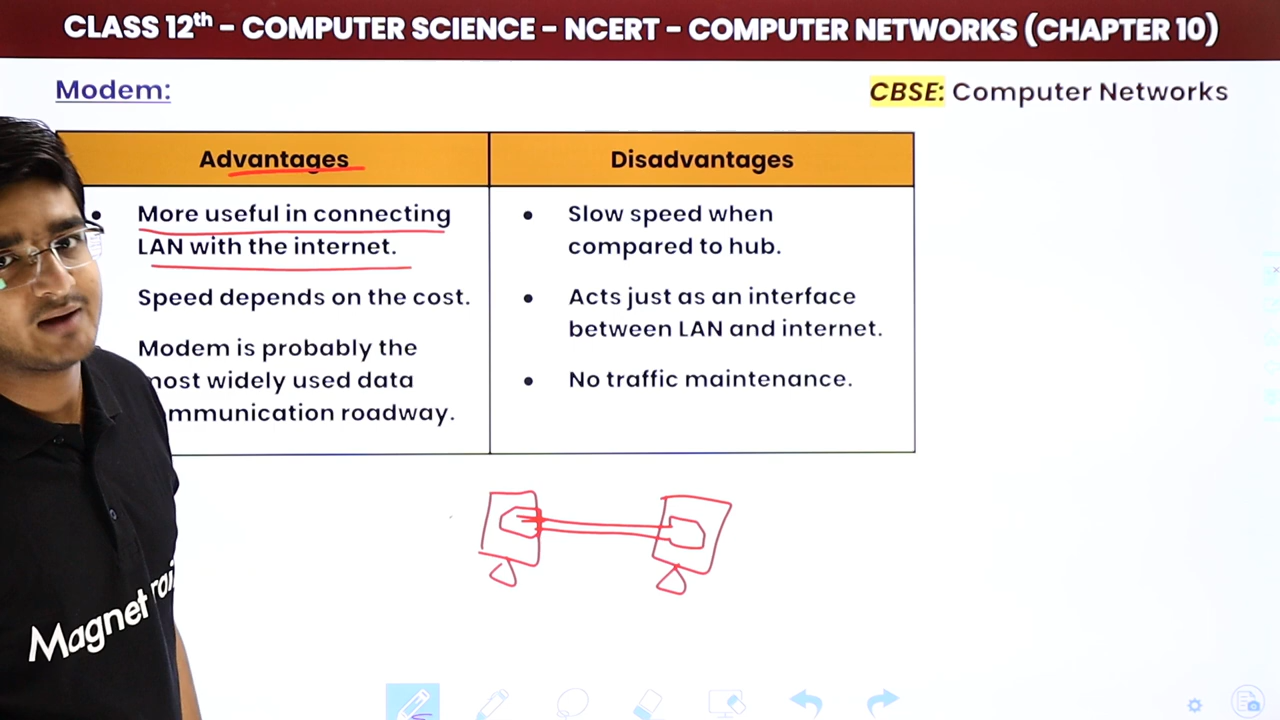 CLASS 12th - COMPUTER SCIENCE - NCERT - COMPUTER NETWORKS (CHAPTER 10)
Modem:
CBSE: Computer Networks
Advantages
• More useful in connecting
LAN with the internet.
Speed depends on the cost.
Modem is probably the
most widely used data
communication roadway.
Disadvantages
• Slow speed when
compared to hub.
• Acts just as an interface
between LAN and internet.
• No traffic maintenance.
Magnet